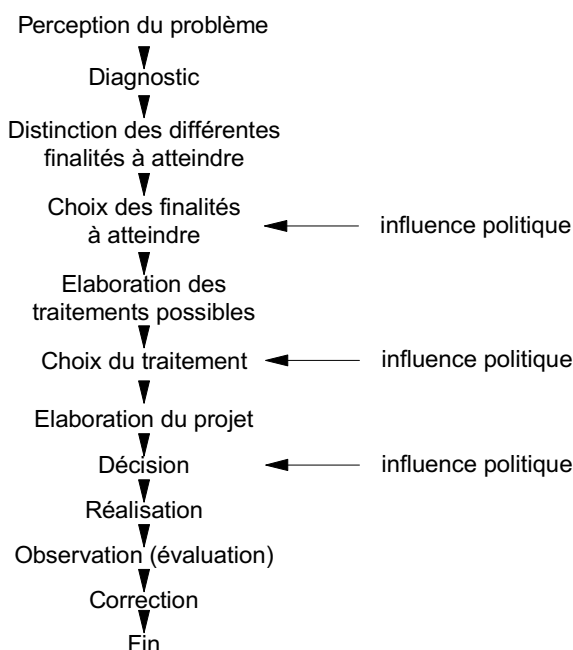 Perception du problème
Diagnostic
Distinction des différentes
finalités à atteindre
Choix des finalités
à atteindre
influence politique
Elaboration des
traitements possibles
Choix du traitement
influence politique
Elaboration du projet
Décision
influence politique
Réalisation
Observation (évaluation)
Correction
Fin